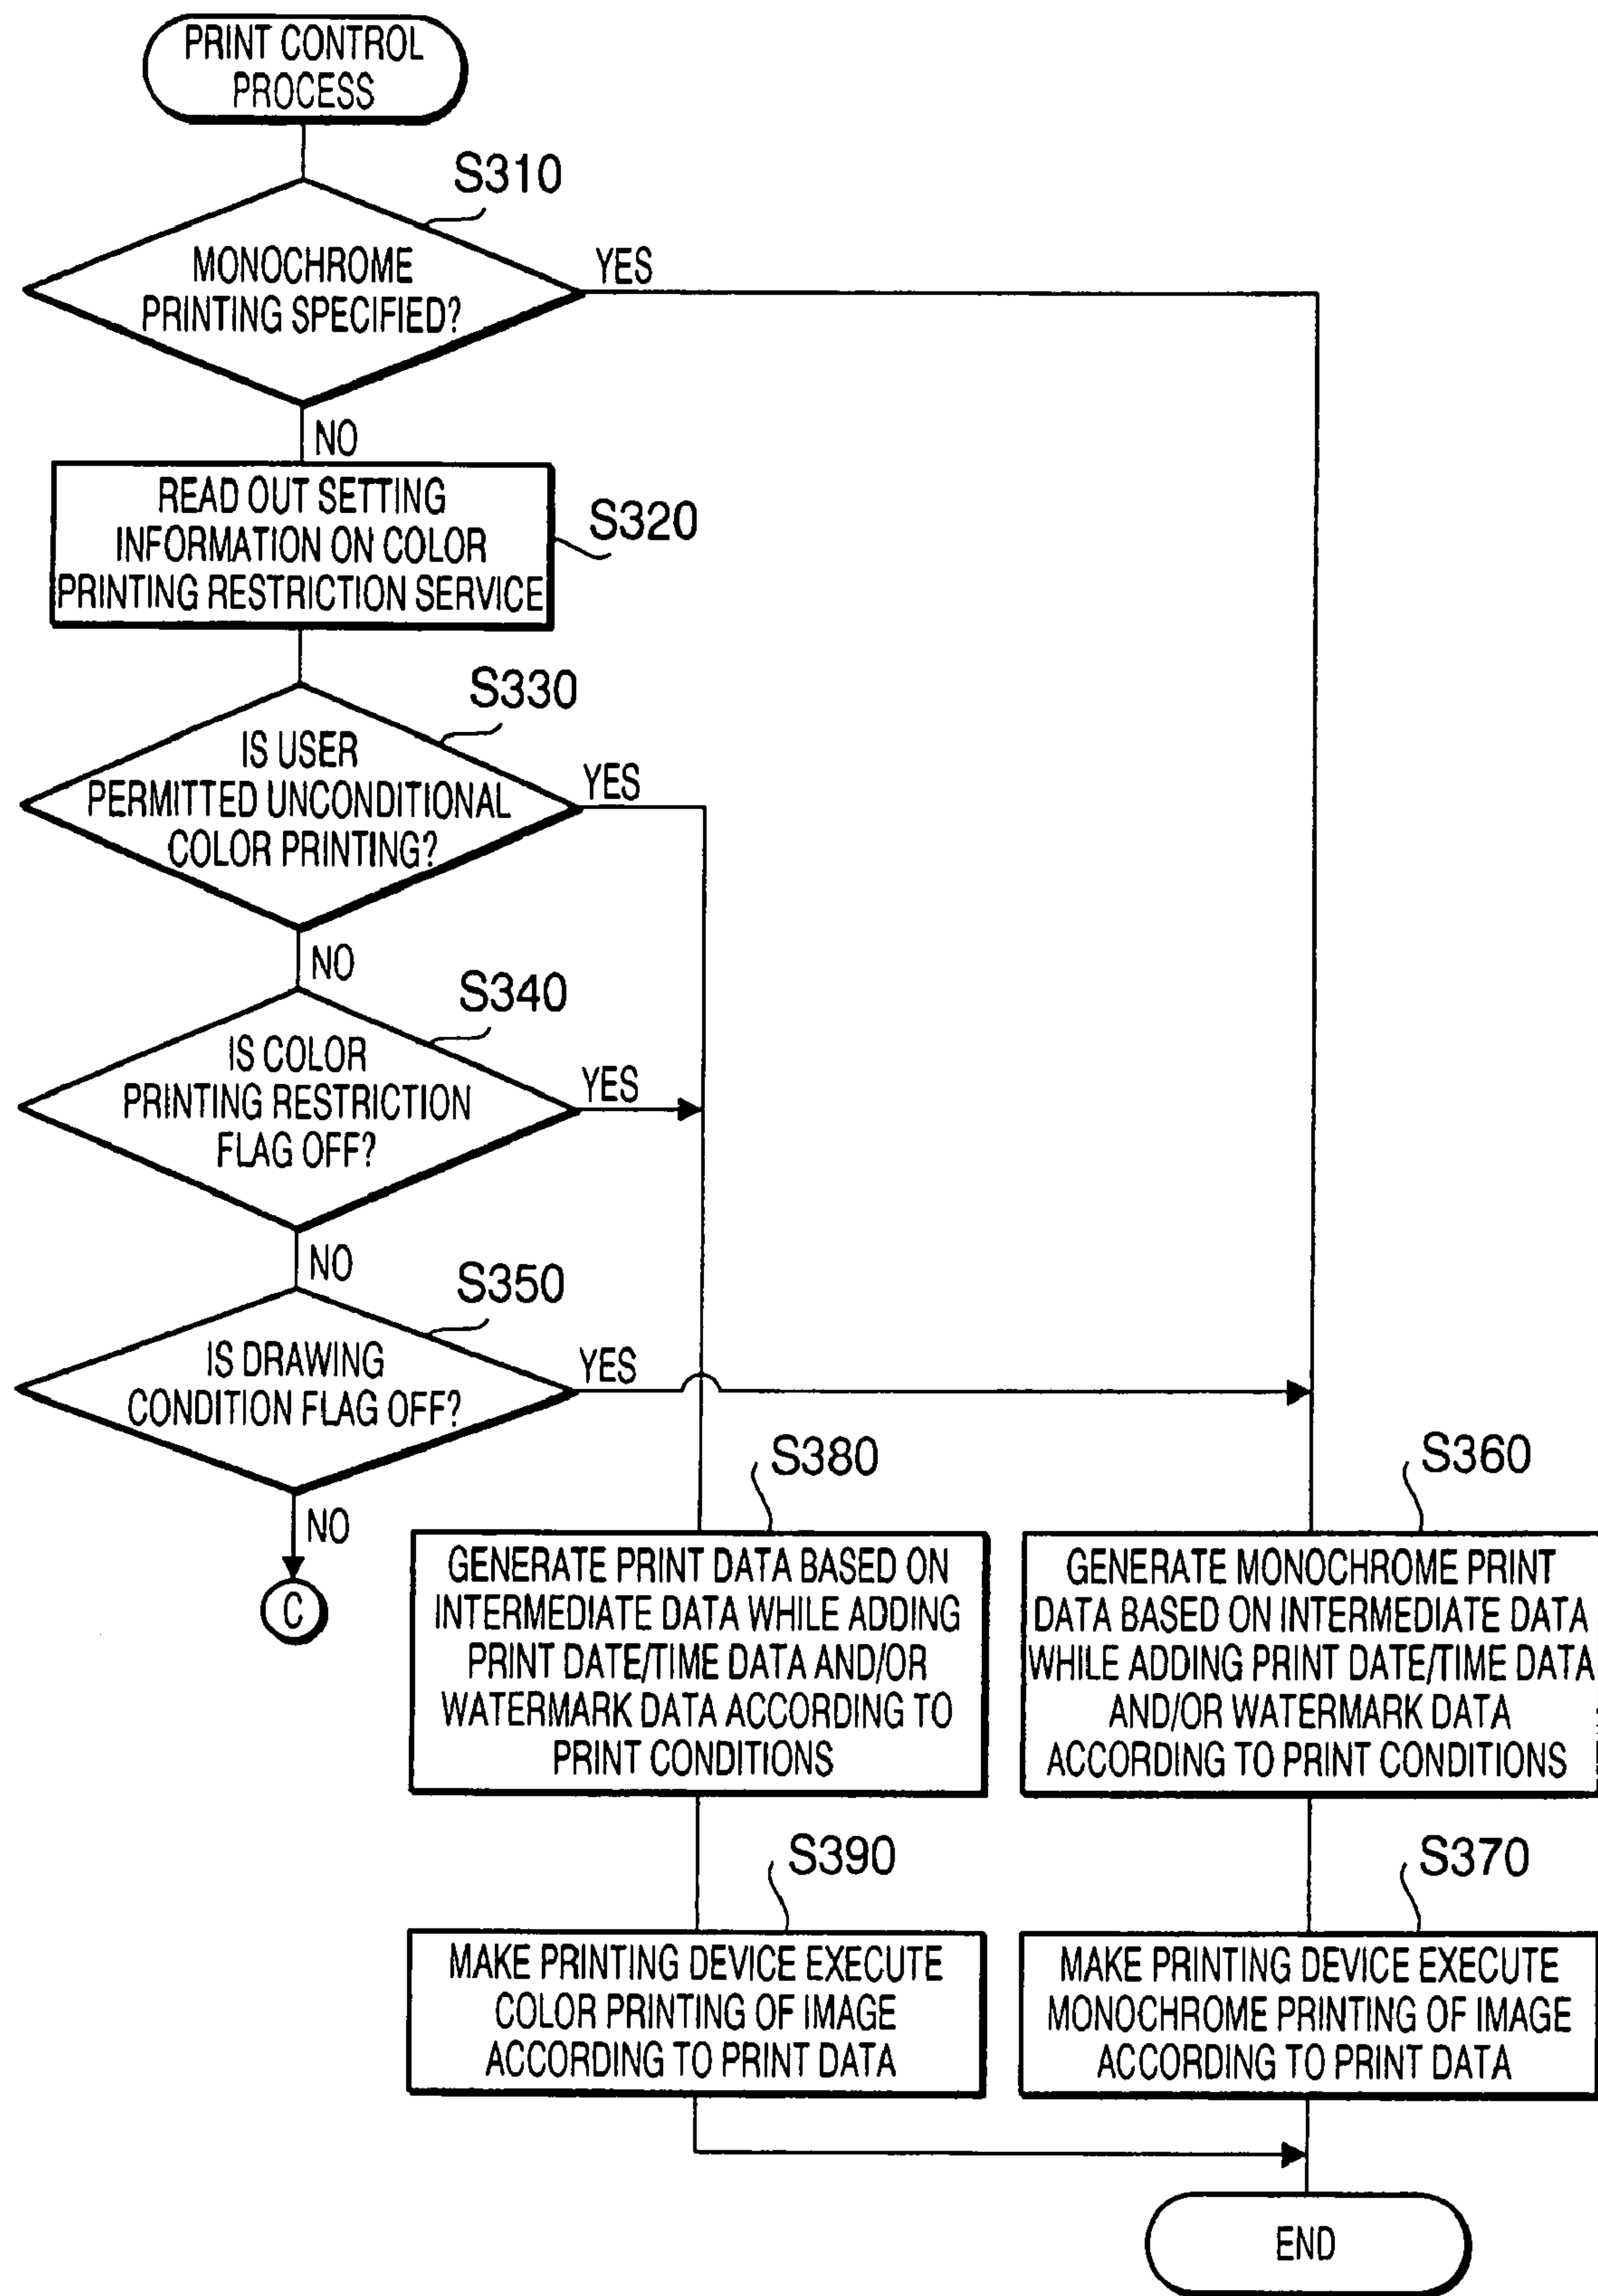 PRINT CONTROL
PROCESS
S310
MONOCHROME
PRINTING SPECIFIED?
YES
NO
READ OUT SETTING
INFORMATION ON COLOR
PRINTING RESTRICTION SERVICE
S320
S330
IS USER
PERMITTED UNCONDITIONAL
COLOR PRINTING?
YES
NO
S340
IS COLOR
PRINTING RESTRICTION
FLAG OFF?
YES
NO
S350
IS DRAWING
CONDITION FLAG OFF?
YES
NO
C
S380
GENERATE PRINT DATA BASED ON
INTERMEDIATE DATA WHILE ADDING
PRINT DATE/TIME DATA AND/OR
WATERMARK DATA ACCORDING TO
PRINT CONDITIONS
S360
GENERATE MONOCHROME PRINT
DATA BASED ON INTERMEDIATE DATA
WHILE ADDING PRINT DATE/TIME DATA
AND/OR WATERMARK DATA
ACCORDING TO PRINT CONDITIONS
S390
MAKE PRINTING DEVICE EXECUTE
COLOR PRINTING OF IMAGE
ACCORDING TO PRINT DATA
S370
MAKE PRINTING DEVICE EXECUTE
MONOCHROME PRINTING OF IMAGE
ACCORDING TO PRINT DATA
END